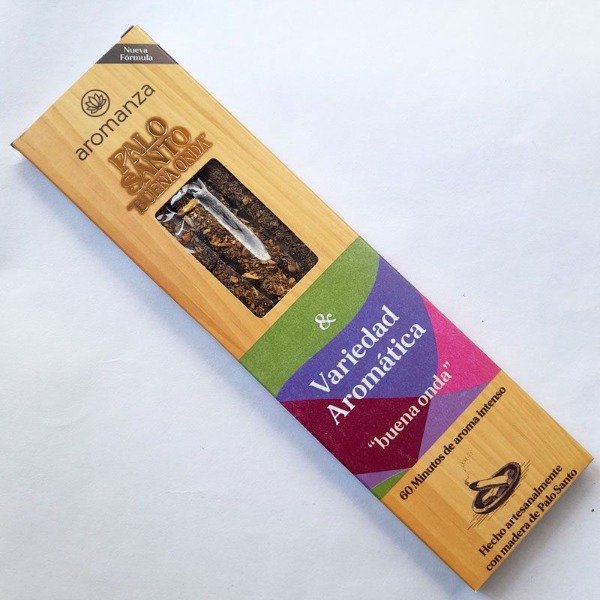 Nueva
Fórmula
aromanza
PALO
SANTO
"BUENA ONDA"
&
Variedad
Aromática
“buena onda”
60 Minutos de aroma intenso
Hecho artesanalmente
con madera de Palo Santo